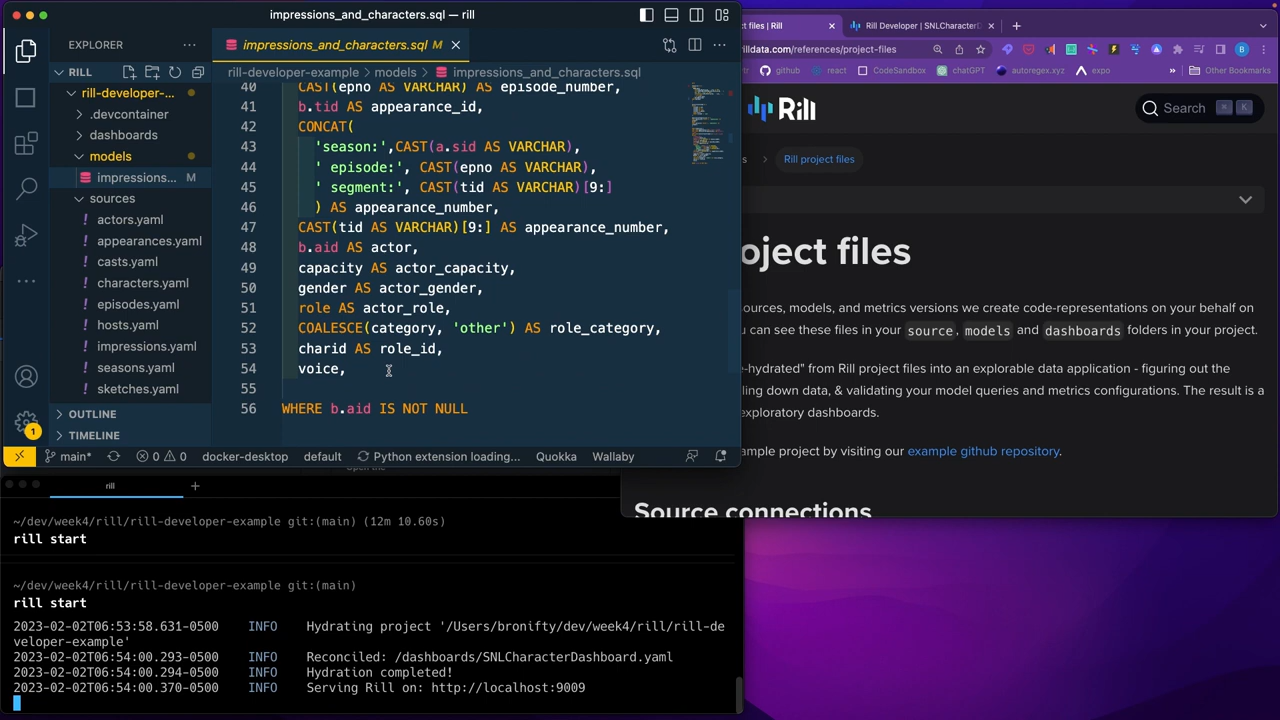 impressions_and_characters.sql — rill
EXPLORER
impressions_and_characters.sql M
RILL
rill-developer-example
models
impressions_and_characters.sql
rill-developer-...
.devcontainer
dashboards
models
impressions... M
sources
actors.yaml
appearances.yaml
casts.yaml
characters.yaml
episodes.yaml
hosts.yaml
impressions.yaml
seasons.yaml
sketches.yaml
OUTLINE
TIMELINE
1
40 CAST(epno AS VARCHAR) AS episode_number,
41 b.tid AS appearance_id,
42 CONCAT(
43 'season:',CAST(a.sid AS VARCHAR),
44 ' episode:', CAST(epno AS VARCHAR),
45 ' segment:', CAST(tid AS VARCHAR)[9:]
46 ) AS appearance_number,
47 CAST(tid AS VARCHAR)[9:] AS appearance_number,
48 b.aid AS actor,
49 capacity AS actor_capacity,
50 gender AS actor_gender,
51 role AS actor_role,
52 COALESCE(category, 'other') AS role_category,
53 charid AS role_id,
54 voice,
55
56 WHERE b.aid IS NOT NULL
main* 0 0 docker-desktop default Python extension loading... Quokka Wallaby
rill
~/dev/week4/rill/rill-developer-example git:(main) (12m 10.60s)
rill start
~/dev/week4/rill/rill-developer-example git:(main)
rill start
2023-02-02T06:53:58.631-0500 INFO Hydrating project '/Users/bronifty/dev/week4/rill/rill-de
veloper-example'
2023-02-02T06:54:00.293-0500 INFO Reconciled: /dashboards/SNLCharacterDashboard.yaml
2023-02-02T06:54:00.294-0500 INFO Hydration completed!
2023-02-02T06:54:00.370-0500 INFO Serving Rill on: http://localhost:9009
ct files | Rill
Rill Developer | SNLCharacterD
illdata.com/references/project-files
B
github react CodeSandbox chatGPT autoregex.xyz expo » Other Bookmarks
Rill
Search ⌘ K
s
Rill project files
oject files
sources, models, and metrics versions we create code-representations on your behalf on
u can see these files in your source, models and dashboards folders in your project.
e-hydrated" from Rill project files into an explorable data application - figuring out the
ling down data, & validating your model queries and metrics configurations. The result is a
exploratory dashboards.
ample project by visiting our example github repository.
Source connections